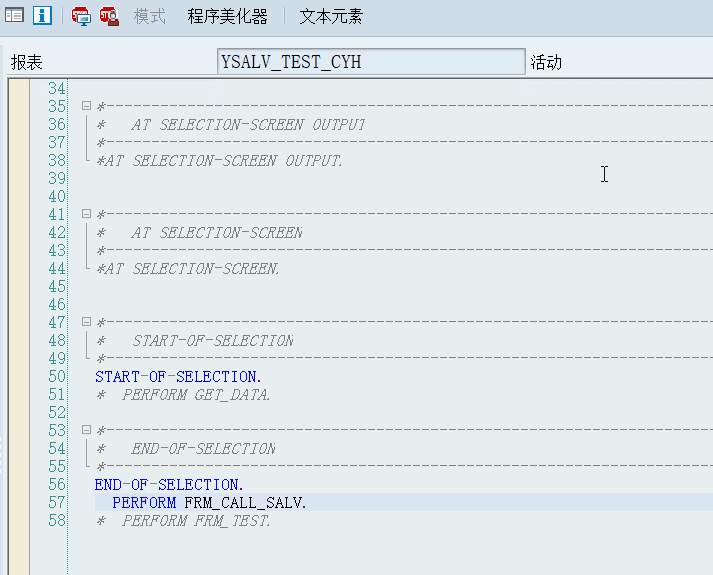 模式 程序美化器 文本元素
报表 YSALV_TEST_CYH 活动
34
35 *----------------------------------------------------------------------
36 *   AT SELECTION-SCREEN OUTPUT
37 *----------------------------------------------------------------------
38 *AT SELECTION-SCREEN OUTPUT.
39
40
41 *----------------------------------------------------------------------
42 *   AT SELECTION-SCREEN
43 *----------------------------------------------------------------------
44 *AT SELECTION-SCREEN.
45
46
47 *----------------------------------------------------------------------
48 *   START-OF-SELECTION
49 *----------------------------------------------------------------------
50 START-OF-SELECTION.
51 *  PERFORM GET_DATA.
52
53 *----------------------------------------------------------------------
54 *   END-OF-SELECTION
55 *----------------------------------------------------------------------
56 END-OF-SELECTION.
57   PERFORM FRM_CALL_SALV.
58 *  PERFORM FRM_TEST.